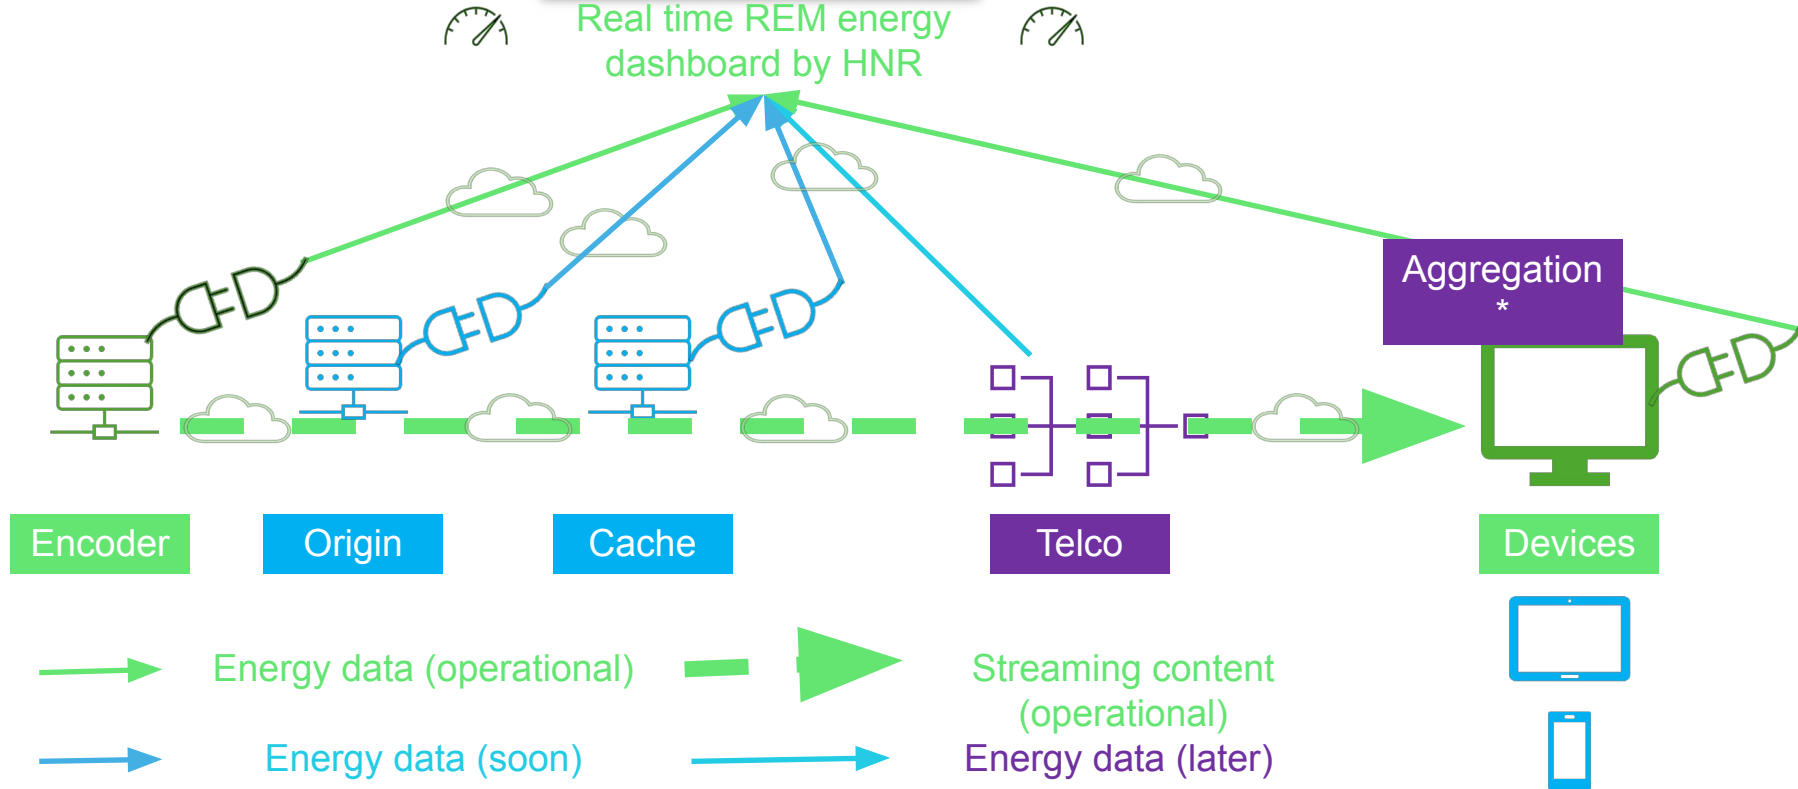 Real time REM energy
dashboard by HNR
Aggregation
*
Encoder
Origin
Cache
Telco
Devices
Energy data (operational)
Streaming content
(operational)
Energy data (soon)
Energy data (later)